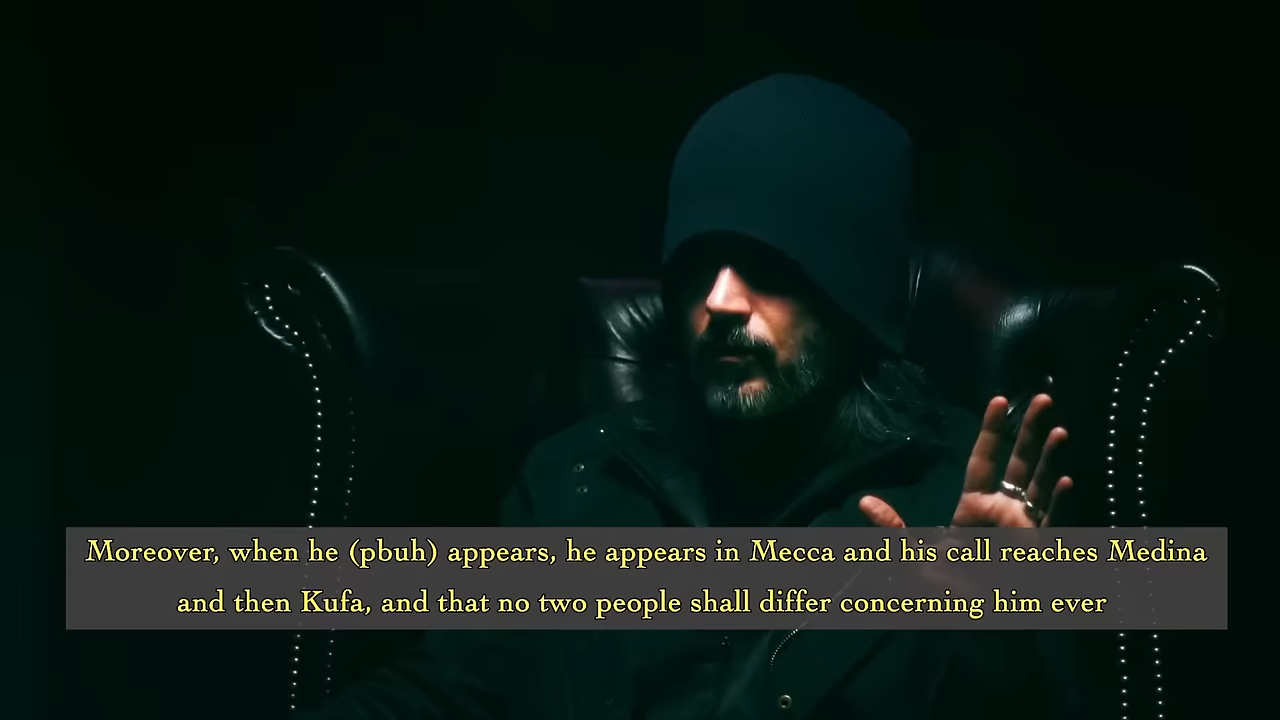 Moreover, when he (pbuh) appears, he appears in Mecca and his call reaches Medina
and then Kufa, and that no two people shall differ concerning him ever